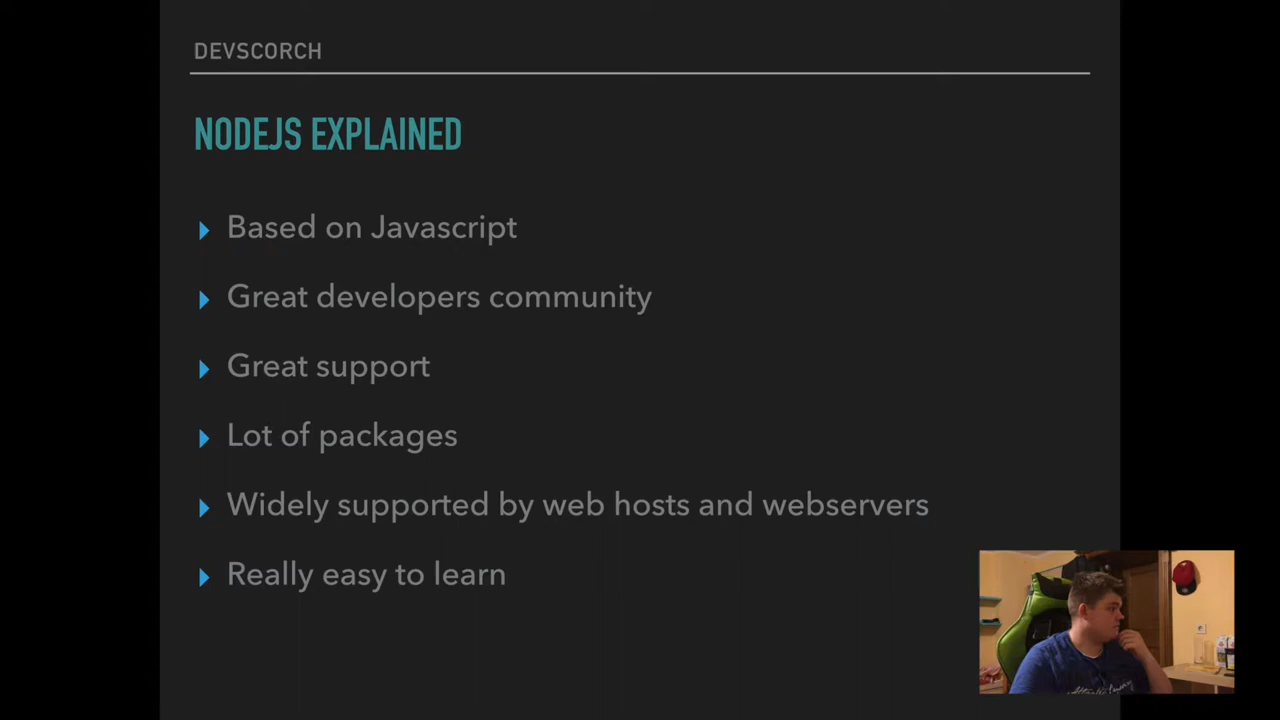 DEVSCORCH
NODEJS EXPLAINED
Based on Javascript
Great developers community
Great support
Lot of packages
Widely supported by web hosts and webservers
Really easy to learn